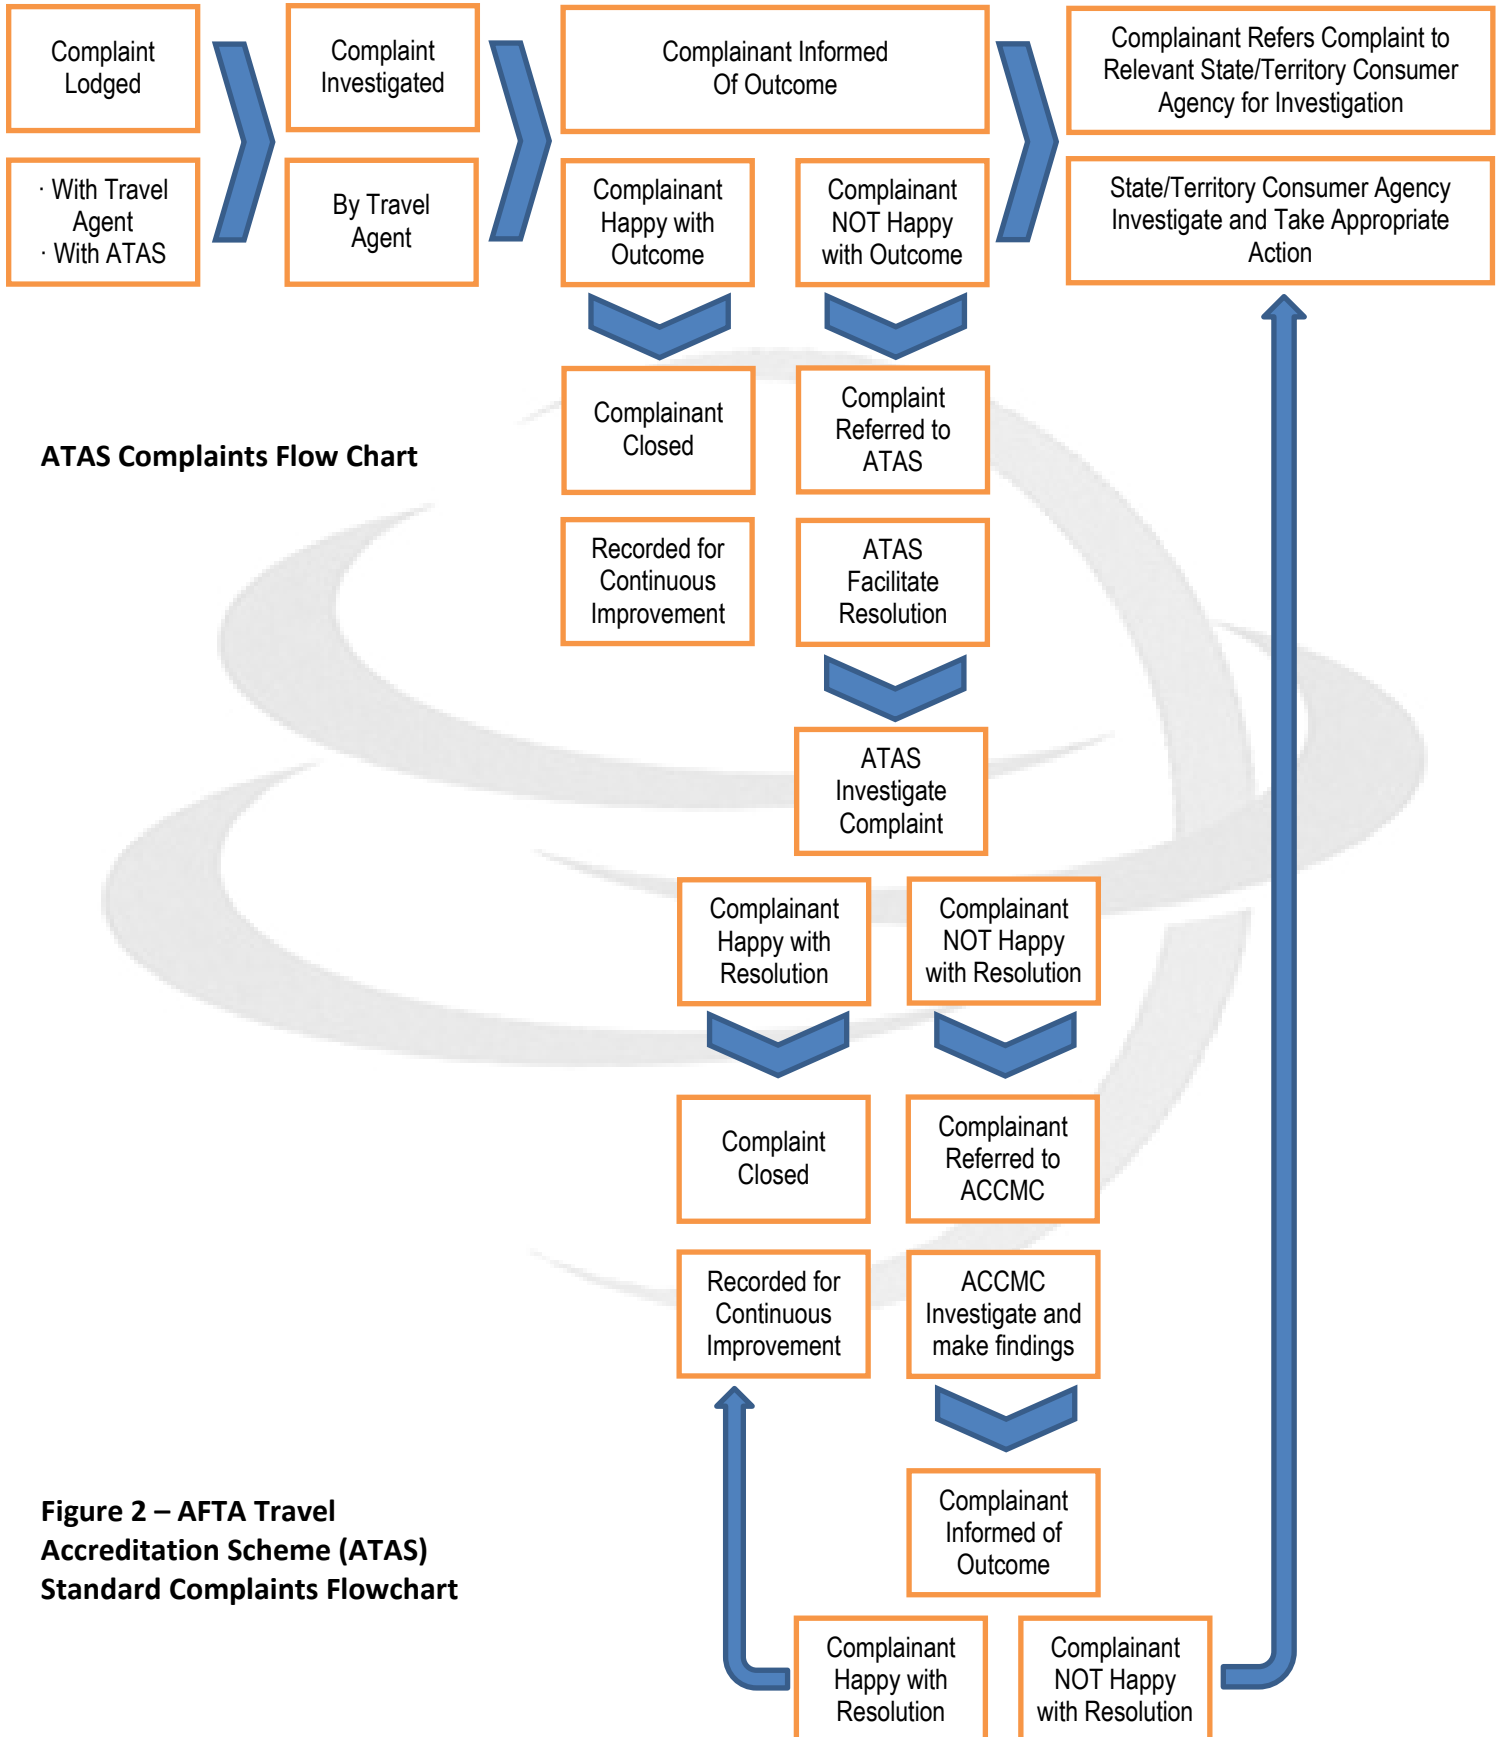 Complaint
Lodged
· With Travel
Agent
· With ATAS
Complaint
Investigated
By Travel
Agent
Complainant Informed
Of Outcome
Complainant
Happy with
Outcome
Complainant
NOT Happy
with Outcome
Complainant Refers Complaint to
Relevant State/Territory Consumer
Agency for Investigation
State/Territory Consumer Agency
Investigate and Take Appropriate
Action
ATAS Complaints Flow Chart
Complainant
Closed
Complaint
Referred to
ATAS
Recorded for
Continuous
Improvement
ATAS
Facilitate
Resolution
ATAS
Investigate
Complaint
Complainant
Happy with
Resolution
Complainant
NOT Happy
with Resolution
Complaint
Closed
Complainant
Referred to
ACCMC
Recorded for
Continuous
Improvement
ACCMC
Investigate and
make findings
Complainant
Informed of
Outcome
Figure 2 – AFTA Travel
Accreditation Scheme (ATAS)
Standard Complaints Flowchart
Complainant
Happy with
Resolution
Complainant
NOT Happy
with Resolution